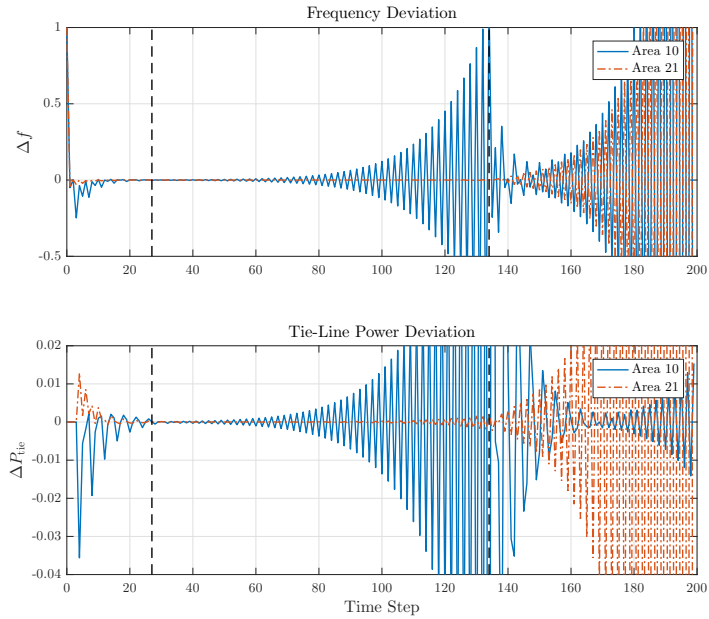 Frequency Deviation
1
0.5
0
-0.5
Δf
Area 10
Area 21
0 20 40 60 80 100 120 140 160 180 200
Tie-Line Power Deviation
0.02
0.01
0
-0.01
-0.02
-0.03
-0.04
ΔP_tie
Area 10
Area 21
0 20 40 60 80 100 120 140 160 180 200
Time Step